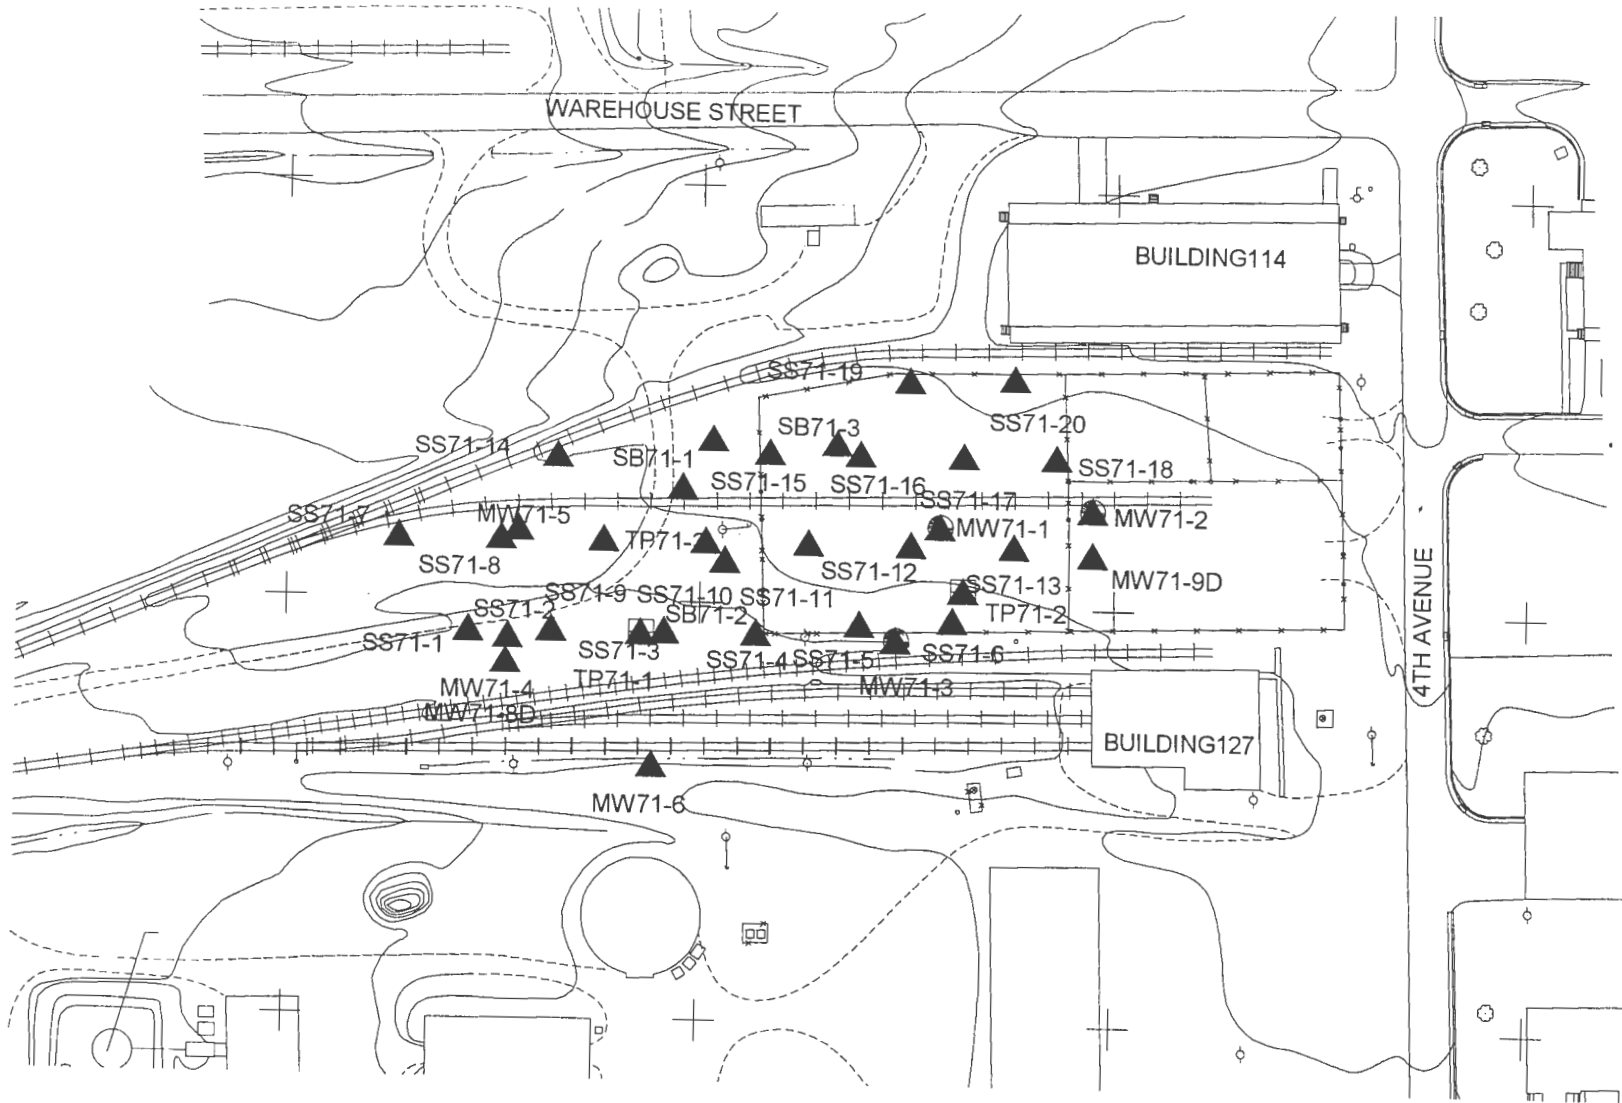 WAREHOUSE STREET
BUILDING114
SS71-19
SS71-20
SB71-3
SS71-14
SB71-1
SS71-15
SS71-16
SS71-18
SS71-17
SS71-7
MW71-5
TP71-2
MW71-1
MW71-2
SS71-8
SS71-12
SS71-13
MW71-9D
SS71-9
SS71-10
SS71-11
SS71-2
SB71-2
TP71-2
SS71-1
SS71-3
SS71-4
SS71-5
SS71-6
MW71-4
TP71-1
MW71-3
MW71-8D
BUILDING127
MW71-6
4TH AVENUE